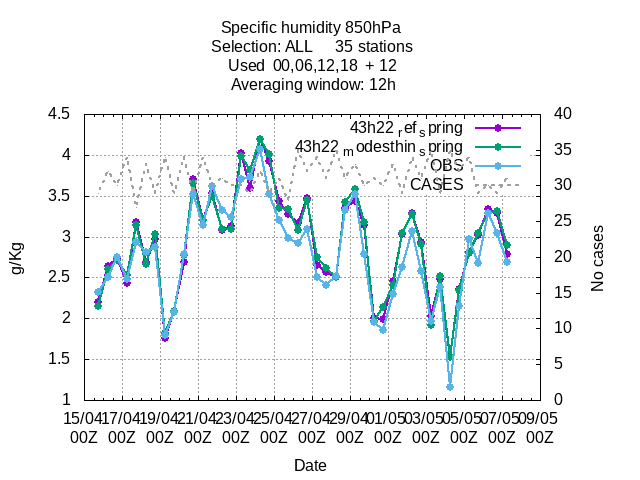 Specific humidity 850hPa
Selection: ALL 35 stations
Used 00,06,12,18 + 12
Averaging window: 12h
4.5
4
3.5
3
2.5
2
1.5
1
g/Kg
40
35
30
25
20
15
10
5
0
No cases
43h22 ref spring
43h22 modesthin spring
OBS
CASES
15/04 17/04 19/04 21/04 23/04 25/04 27/04 29/04 01/05 03/05 05/05 07/05 09/05
00Z 00Z 00Z 00Z 00Z 00Z 00Z 00Z 00Z 00Z 00Z 00Z 00Z
Date